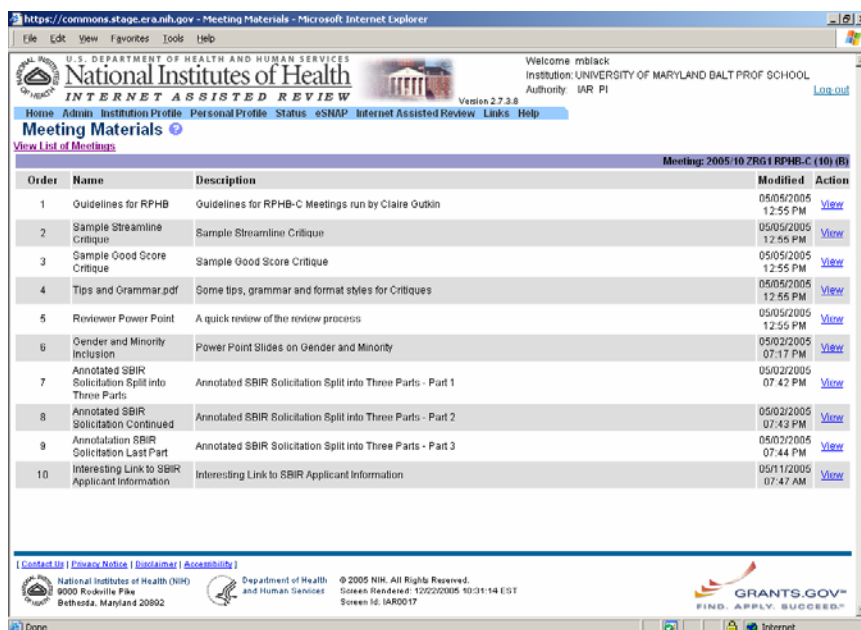 https://commons.stage.era.nih.gov - Meeting Materials - Microsoft Internet Explorer
File Edit View Favorites Tools Help
U.S. DEPARTMENT OF HEALTH AND HUMAN SERVICES
National Institutes of Health
INTERNET ASSISTED REVIEW
Version 2.7.3.8
Welcome mblack
Institution: UNIVERSITY OF MARYLAND BALT PROF SCHOOL
Authority: IAR PI
Log-out
Home Admin Institution Profile Personal Profile Status eSNAP Internet Assisted Review Links Help
Meeting Materials ?
View List of Meetings
Meeting: 2005/10 ZRG1 RPHB-C (10) (B)
Order Name Description Modified Action
1 Guidelines for RPHB Guidelines for RPHB-C Meetings run by Claire Gutkin 05/05/2005 12:55 PM View
2 Sample Streamline Critique Sample Streamline Critique 05/05/2005 12:55 PM View
3 Sample Good Score Critique Sample Good Score Critique 05/05/2005 12:55 PM View
4 Tips and Grammar.pdf Some tips, grammar and format styles for Critiques 05/05/2005 12:55 PM View
5 Reviewer Power Point A quick review of the review process 05/05/2005 12:55 PM View
6 Gender and Minority Inclusion Power Point Slides on Gender and Minority 05/02/2005 07:17 PM View
7 Annotated SBIR Solicitation Split into Three Parts Annotated SBIR Solicitation Split into Three Parts - Part 1 05/02/2005 07:42 PM View
8 Annotated SBIR Solicitation Continued Annotated SBIR Solicitation Split into Three Parts - Part 2 05/02/2005 07:43 PM View
9 Annotatation SBIR Solicitation Last Part Annotated SBIR Solicitation Split into Three Parts - Part 3 05/02/2005 07:44 PM View
10 Interesting Link to SBIR Applicant Information Interesting Link to SBIR Applicant Information 05/11/2005 07:47 AM View
[ Contact Us | Privacy Notice | Disclaimer | Accessibility ]
National Institutes of Health (NIH)
9000 Rockville Pike
Bethesda, Maryland 20892
Department of Health
and Human Services
© 2005 NIH. All Rights Reserved.
Screen Rendered: 12/22/2005 10:31:14 EST
Screen Id: IAR0017
GRANTS.GOV℠
FIND. APPLY. SUCCEED.℠
Done
Internet